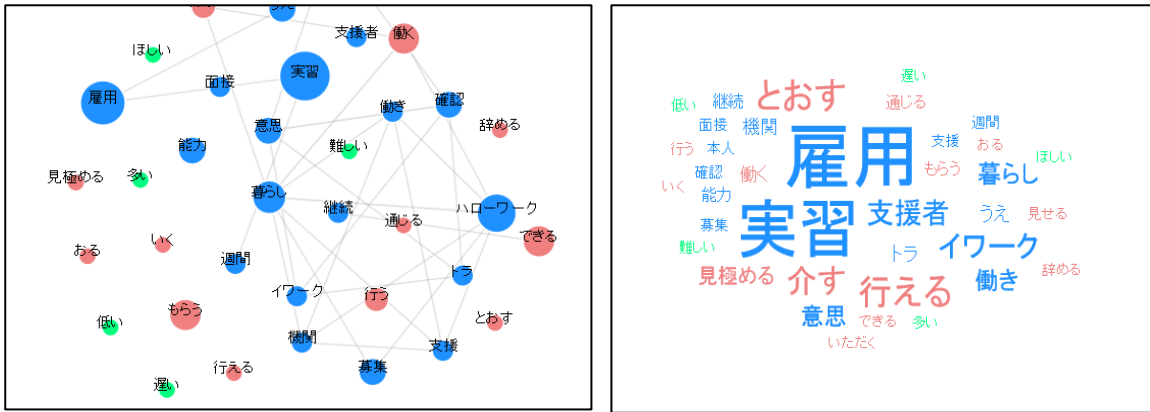 うえ
支援者
働く
ほしい
実習
面接
雇用
働き
確認
意思
辞める
難しい
能力
多い
見極める
暮らし
継続
ハローワーク
通じる
できる
いく
おる
週間
トラ
イワーク
行う
もらう
とおす
低い
機関
支援
行える
募集
遅い
遅い
低い
継続
とおす
通じる
面接
機関
雇用
支援
週間
おる
行う
本人
ほしい
確認
働く
もらう
暮らし
いく
能力
実習
支援者
うえ
見せる
募集
難しい
トラ
イワーク
見極める
介す
行える
働き
辞める
意思
できる
多い
いただく